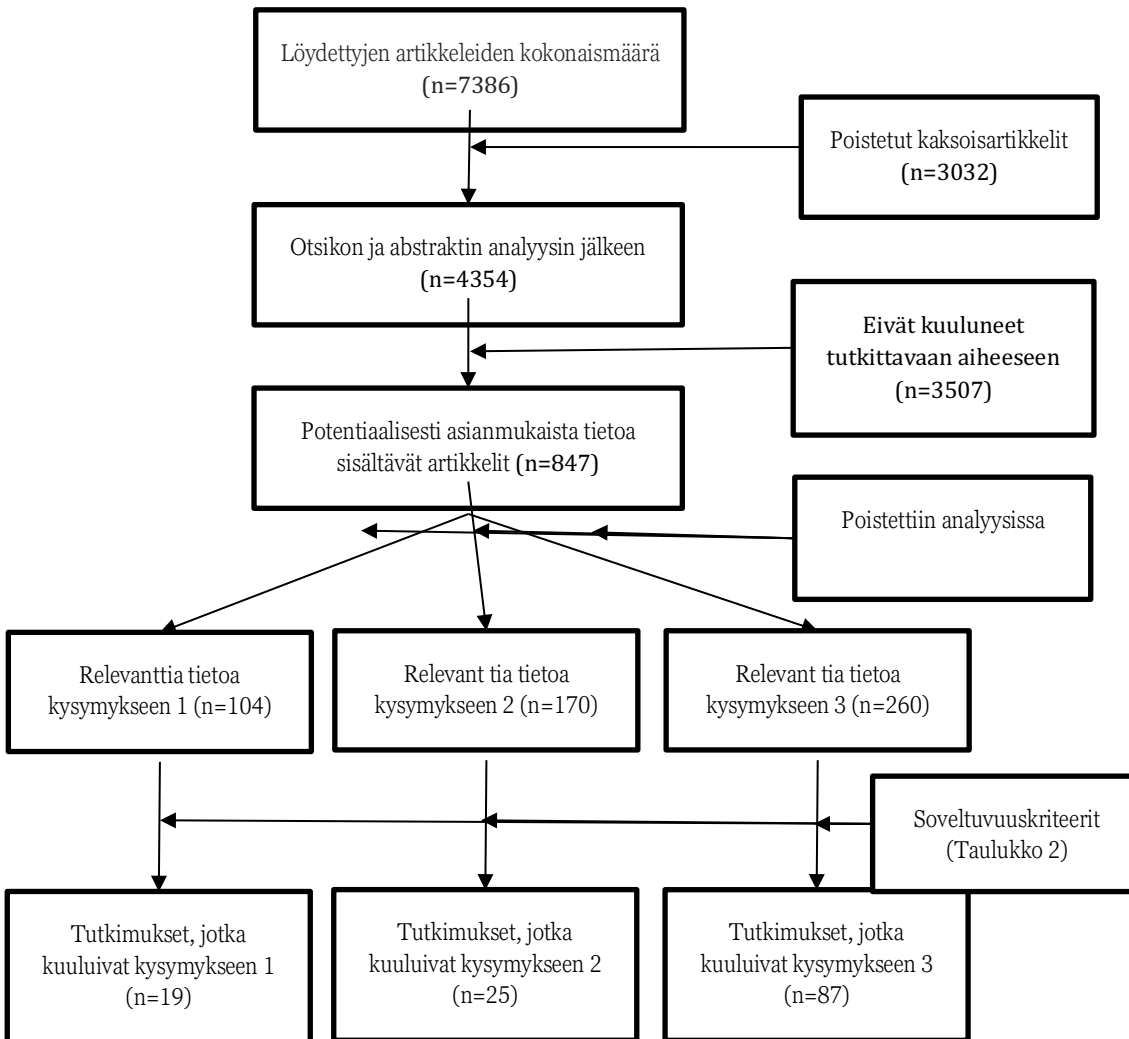 Löydettyjen artikkeleiden kokonaismäärä
(n=7386)
Poistetut kaksoisartikkelit
(n=3032)
Otsikon ja abstraktin analyysin jälkeen
(n=4354)
Eivät kuuluneet
tutkittavaan aiheeseen
(n=3507)
Potentiaalisesti asianmukaista tietoa
sisältävät artikkelit (n=847)
Poistettiin analyysissa
Relevanttia tietoa
kysymykseen 1 (n=104)
Relevant tia tietoa
kysymykseen 2 (n=170)
Relevant tia tietoa
kysymykseen 3 (n=260)
Soveltuvuuskriteerit
(Taulukko 2)
Tutkimukset, jotka
kuuluivat kysymykseen 1
(n=19)
Tutkimukset, jotka
kuuluivat kysymykseen 2
(n=25)
Tutkimukset, jotka
kuuluivat kysymykseen 3
(n=87)